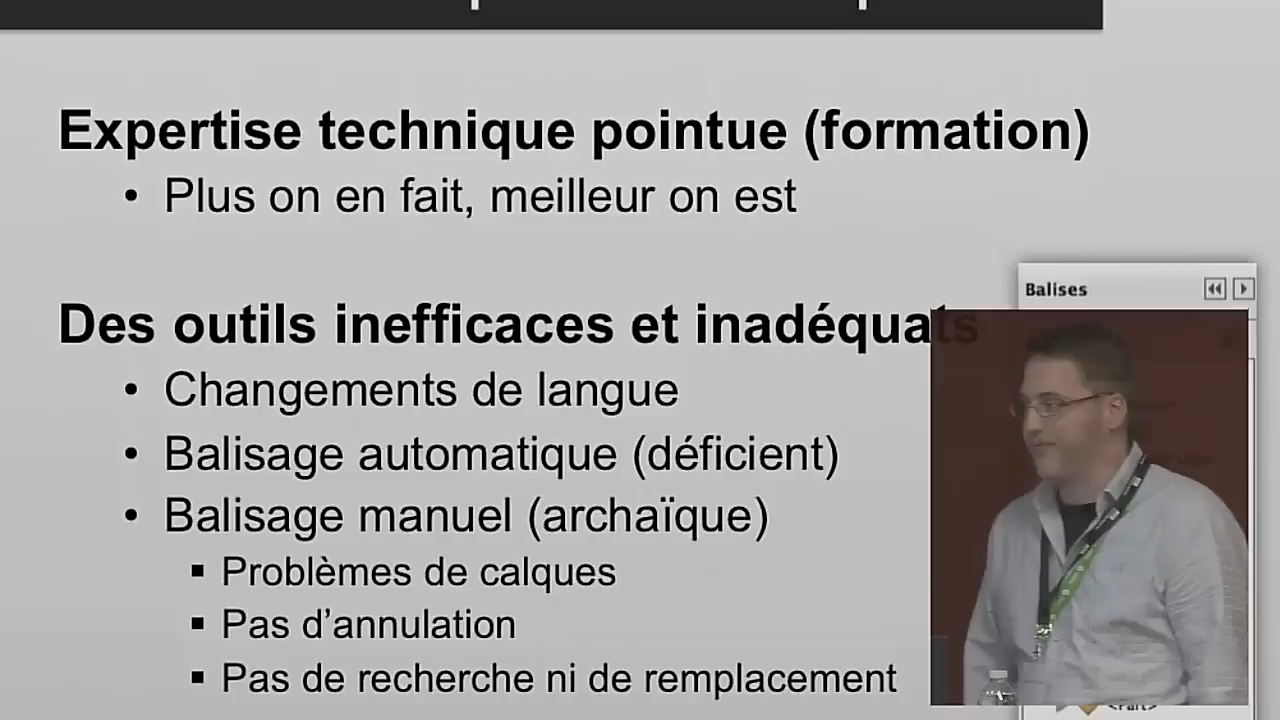 Expertise technique pointue (formation)
• Plus on en fait, meilleur on est
Balises
Des outils inefficaces et inadéquats
• Changements de langue
• Balisage automatique (déficient)
• Balisage manuel (archaïque)
▪ Problèmes de calques
▪ Pas d’annulation
▪ Pas de recherche ni de remplacement